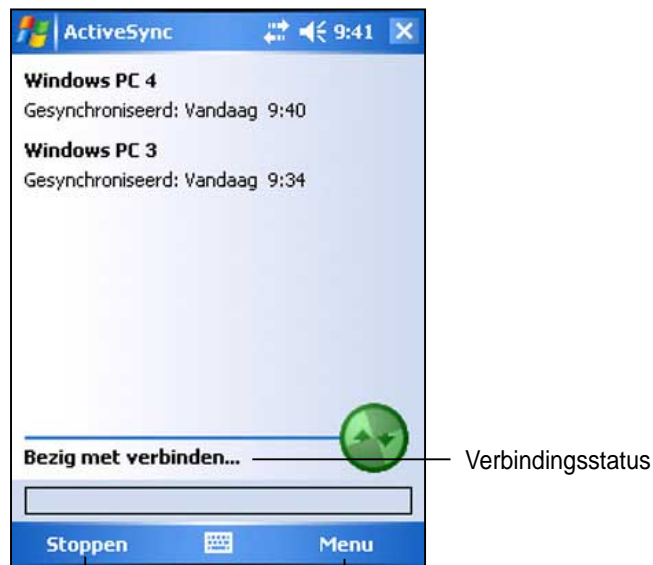 ActiveSync 9:41
Windows PC 4
Gesynchroniseerd: Vandaag 9:40
Windows PC 3
Gesynchroniseerd: Vandaag 9:34
Bezig met verbinden...
Verbindingsstatus
Stoppen Menu